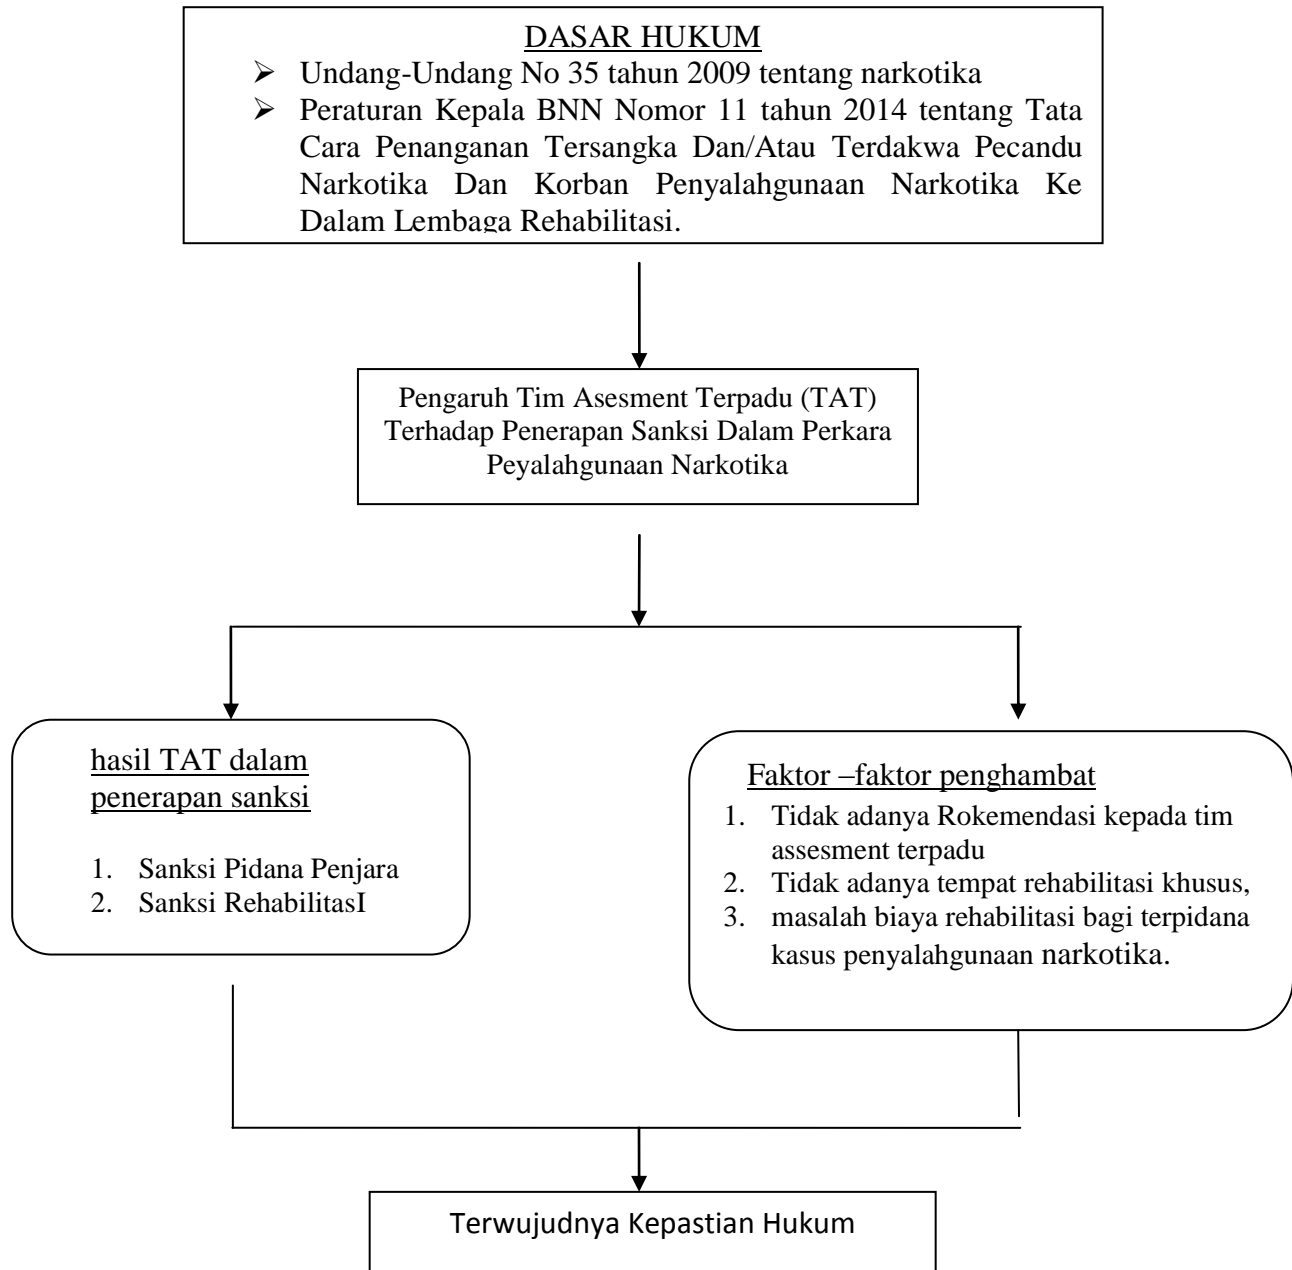 DASAR HUKUM
➢ Undang-Undang No 35 tahun 2009 tentang narkotika
➢ Peraturan Kepala BNN Nomor 11 tahun 2014 tentang Tata
Cara Penanganan Tersangka Dan/Atau Terdakwa Pecandu
Narkotika Dan Korban Penyalahgunaan Narkotika Ke
Dalam Lembaga Rehabilitasi.
Pengaruh Tim Asesment Terpadu (TAT)
Terhadap Penerapan Sanksi Dalam Perkara
Peyalahgunaan Narkotika
hasil TAT dalam
penerapan sanksi
1. Sanksi Pidana Penjara
2. Sanksi RehabilitasI
Faktor –faktor penghambat
1. Tidak adanya Rokemendasi kepada tim
assesment terpadu
2. Tidak adanya tempat rehabilitasi khusus,
3. masalah biaya rehabilitasi bagi terpidana
kasus penyalahgunaan narkotika.
Terwujudnya Kepastian Hukum